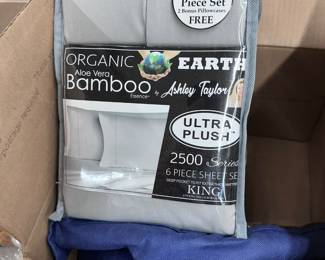 Piece Set
2 Bonus Pillowcases
FREE
ORGANIC EARTH
Aloe Vera
Bamboo
Essence
by Ashley Taylor
ULTRA
PLUSH
2500 Series
6 PIECE SHEET SET
KING